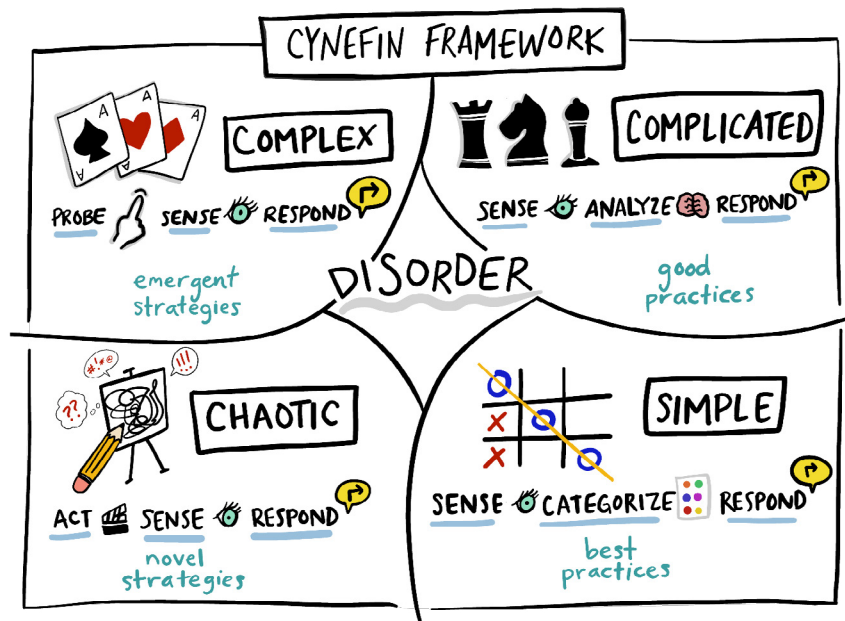 CYNEFIN FRAMEWORK
A A A
A A
COMPLEX
PROBE SENSE RESPOND
emergent
strategies
COMPLICATED
SENSE ANALYZE RESPOND
good
practices
DISORDER
#!*@
!!!
??
CHAOTIC
ACT SENSE RESPOND
novel
strategies
O
X O
X O
SIMPLE
SENSE CATEGORIZE RESPOND
best
practices